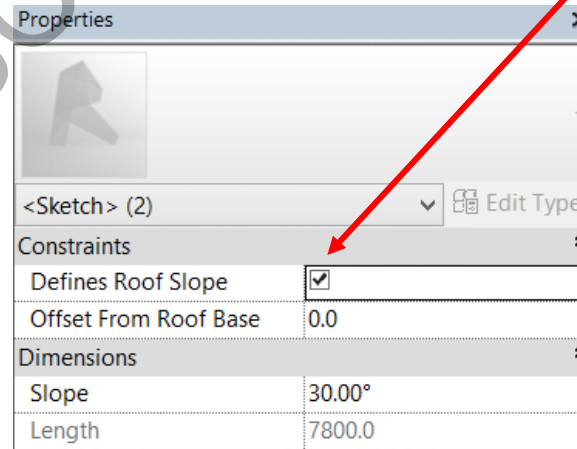 Properties
<Sketch> (2)
Edit Type
Constraints
Defines Roof Slope
Offset From Roof Base 0.0
Dimensions
Slope 30.00°
Length 7800.0